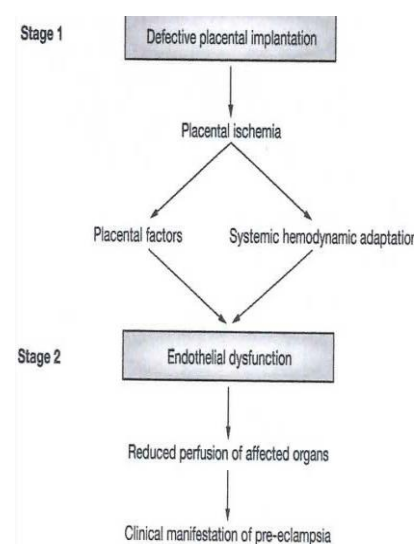 Stage 1
Defective placental implantation
Placental ischemia
Placental factors
Systemic hemodynamic adaptation
Stage 2
Endothelial dysfunction
Reduced perfusion of affected organs
Clinical manifestation of pre-eclampsia